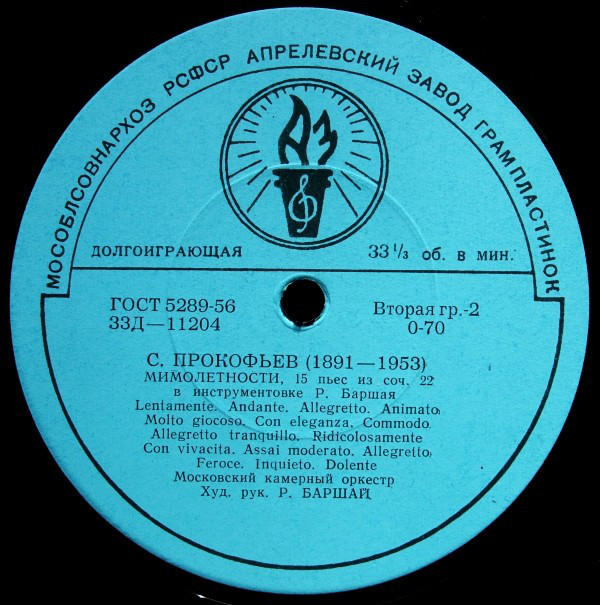 МОСОБЛСОВНАРХОЗ РСФСР АПРЕЛЕВСКИЙ ЗАВОД ГРАМПЛАСТИНОК
АЗ
ДОЛГОИГРАЮЩАЯ
33 1/3 об. в мин.
ГОСТ 5289-56
33Д—11204
Вторая гр.-2
0-70
С. ПРОКОФЬЕВ (1891—1953)
МИМОЛЕТНОСТИ, 15 пьес из соч. 22
в инструментовке Р. Баршая
Lentamente. Andante. Allegretto. Animato.
Molto giocoso. Con eleganza. Commodo.
Allegretto tranquillo. Ridicolosamente
Con vivacita. Assai moderato. Allegretto.
Feroce. Inquieto. Dolente
Московский камерный оркестр
Худ. рук. Р. БАРШАЙ